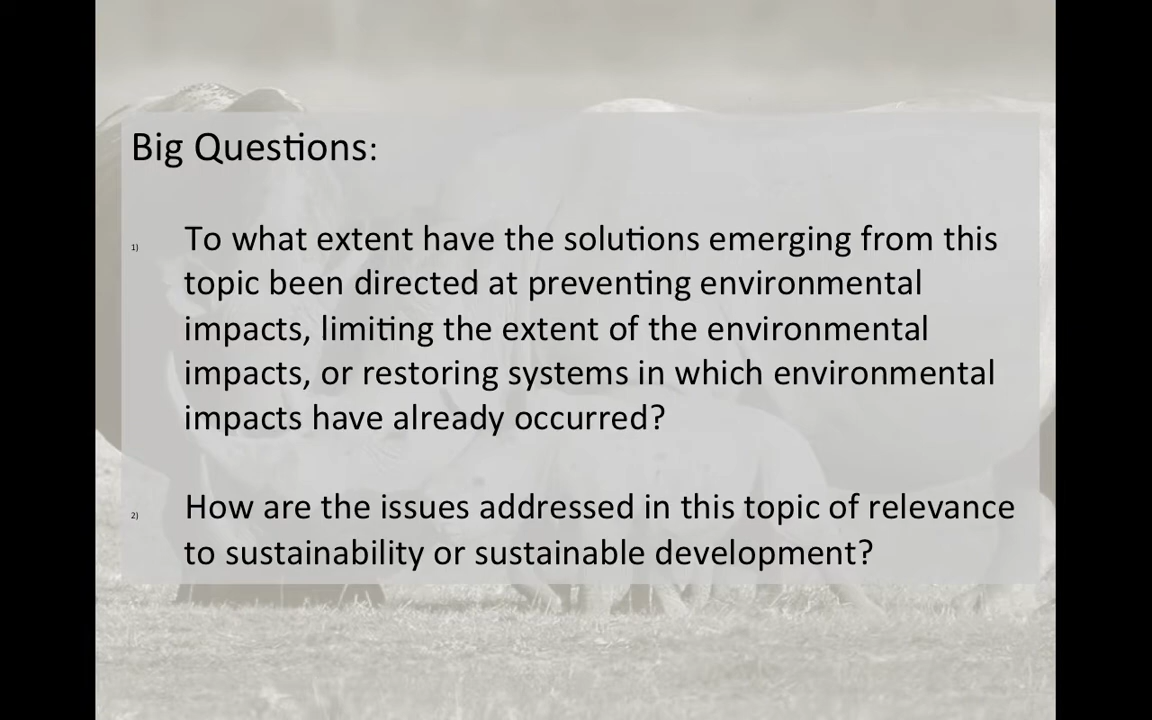 Big Questions:
1) To what extent have the solutions emerging from this
topic been directed at preventing environmental
impacts, limiting the extent of the environmental
impacts, or restoring systems in which environmental
impacts have already occurred?
2) How are the issues addressed in this topic of relevance
to sustainability or sustainable development?